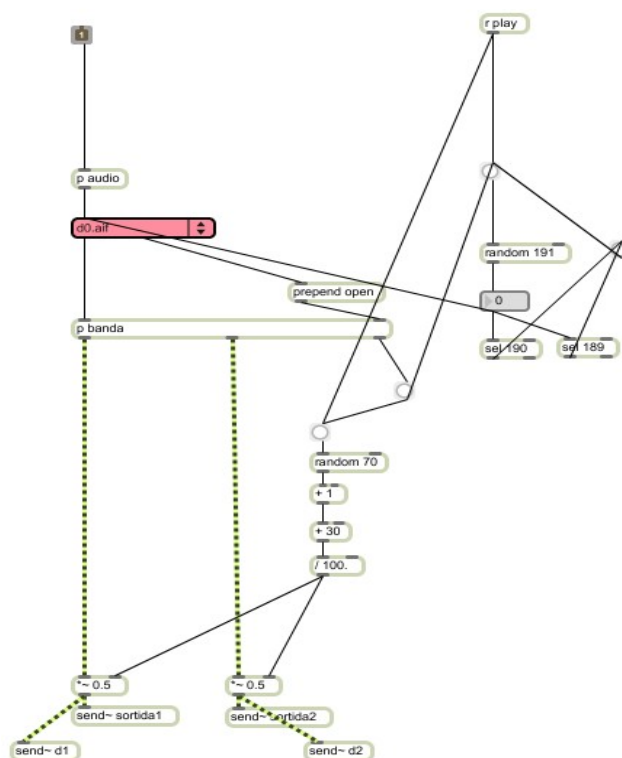 1
r play
p audio
d0.aif
random 191
prepend open
0
p banda
sel 190
sel 189
random 70
+ 1
+ 30
/ 100.
*~ 0.5
*~ 0.5
send~ sortida1
send~ sortida2
send~ d1
send~ d2